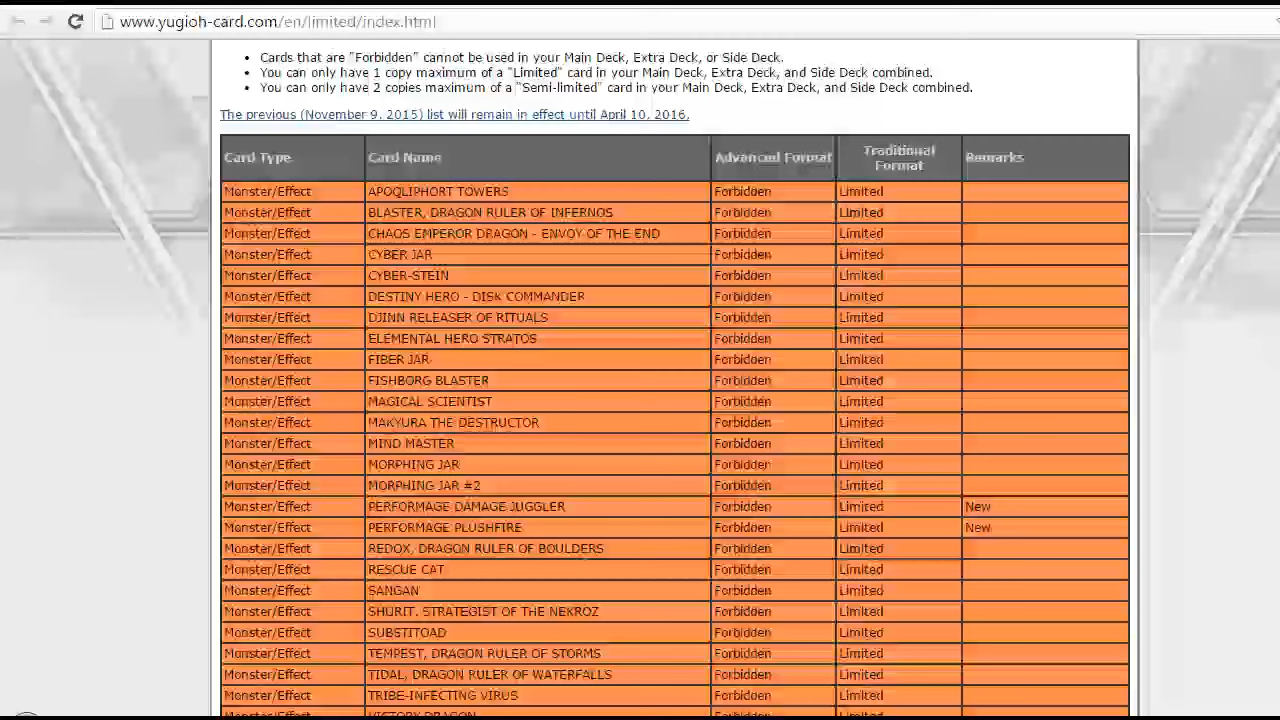 www.yugioh-card.com/en/limited/index.html
Cards that are "Forbidden" cannot be used in your Main Deck, Extra Deck, or Side Deck.
You can only have 1 copy maximum of a "Limited" card in your Main Deck, Extra Deck, and Side Deck combined.
You can only have 2 copies maximum of a "Semi-limited" card in your Main Deck, Extra Deck, and Side Deck combined.
The previous (November 9, 2015) list will remain in effect until April 10, 2016.
Card Type Card Name Advanced Format Traditional Format Remarks
Monster/Effect APOQLIPHORT TOWERS Forbidden Limited
Monster/Effect BLASTER, DRAGON RULER OF INFERNOS Forbidden Limited
Monster/Effect CHAOS EMPEROR DRAGON - ENVOY OF THE END Forbidden Limited
Monster/Effect CYBER JAR Forbidden Limited
Monster/Effect CYBER-STEIN Forbidden Limited
Monster/Effect DESTINY HERO - DISK COMMANDER Forbidden Limited
Monster/Effect DJINN RELEASER OF RITUALS Forbidden Limited
Monster/Effect ELEMENTAL HERO STRATOS Forbidden Limited
Monster/Effect FIBER JAR Forbidden Limited
Monster/Effect FISHBORG BLASTER Forbidden Limited
Monster/Effect MAGICAL SCIENTIST Forbidden Limited
Monster/Effect MAKYURA THE DESTRUCTOR Forbidden Limited
Monster/Effect MIND MASTER Forbidden Limited
Monster/Effect MORPHING JAR Forbidden Limited
Monster/Effect MORPHING JAR #2 Forbidden Limited
Monster/Effect PERFORMAGE DAMAGE JUGGLER Forbidden Limited New
Monster/Effect PERFORMAGE PLUSHFIRE Forbidden Limited New
Monster/Effect REDOX, DRAGON RULER OF BOULDERS Forbidden Limited
Monster/Effect RESCUE CAT Forbidden Limited
Monster/Effect SANGAN Forbidden Limited
Monster/Effect SHURIT, STRATEGIST OF THE NEKROZ Forbidden Limited
Monster/Effect SUBSTITOAD Forbidden Limited
Monster/Effect TEMPEST, DRAGON RULER OF STORMS Forbidden Limited
Monster/Effect TIDAL, DRAGON RULER OF WATERFALLS Forbidden Limited
Monster/Effect TRIBE-INFECTING VIRUS Forbidden Limited